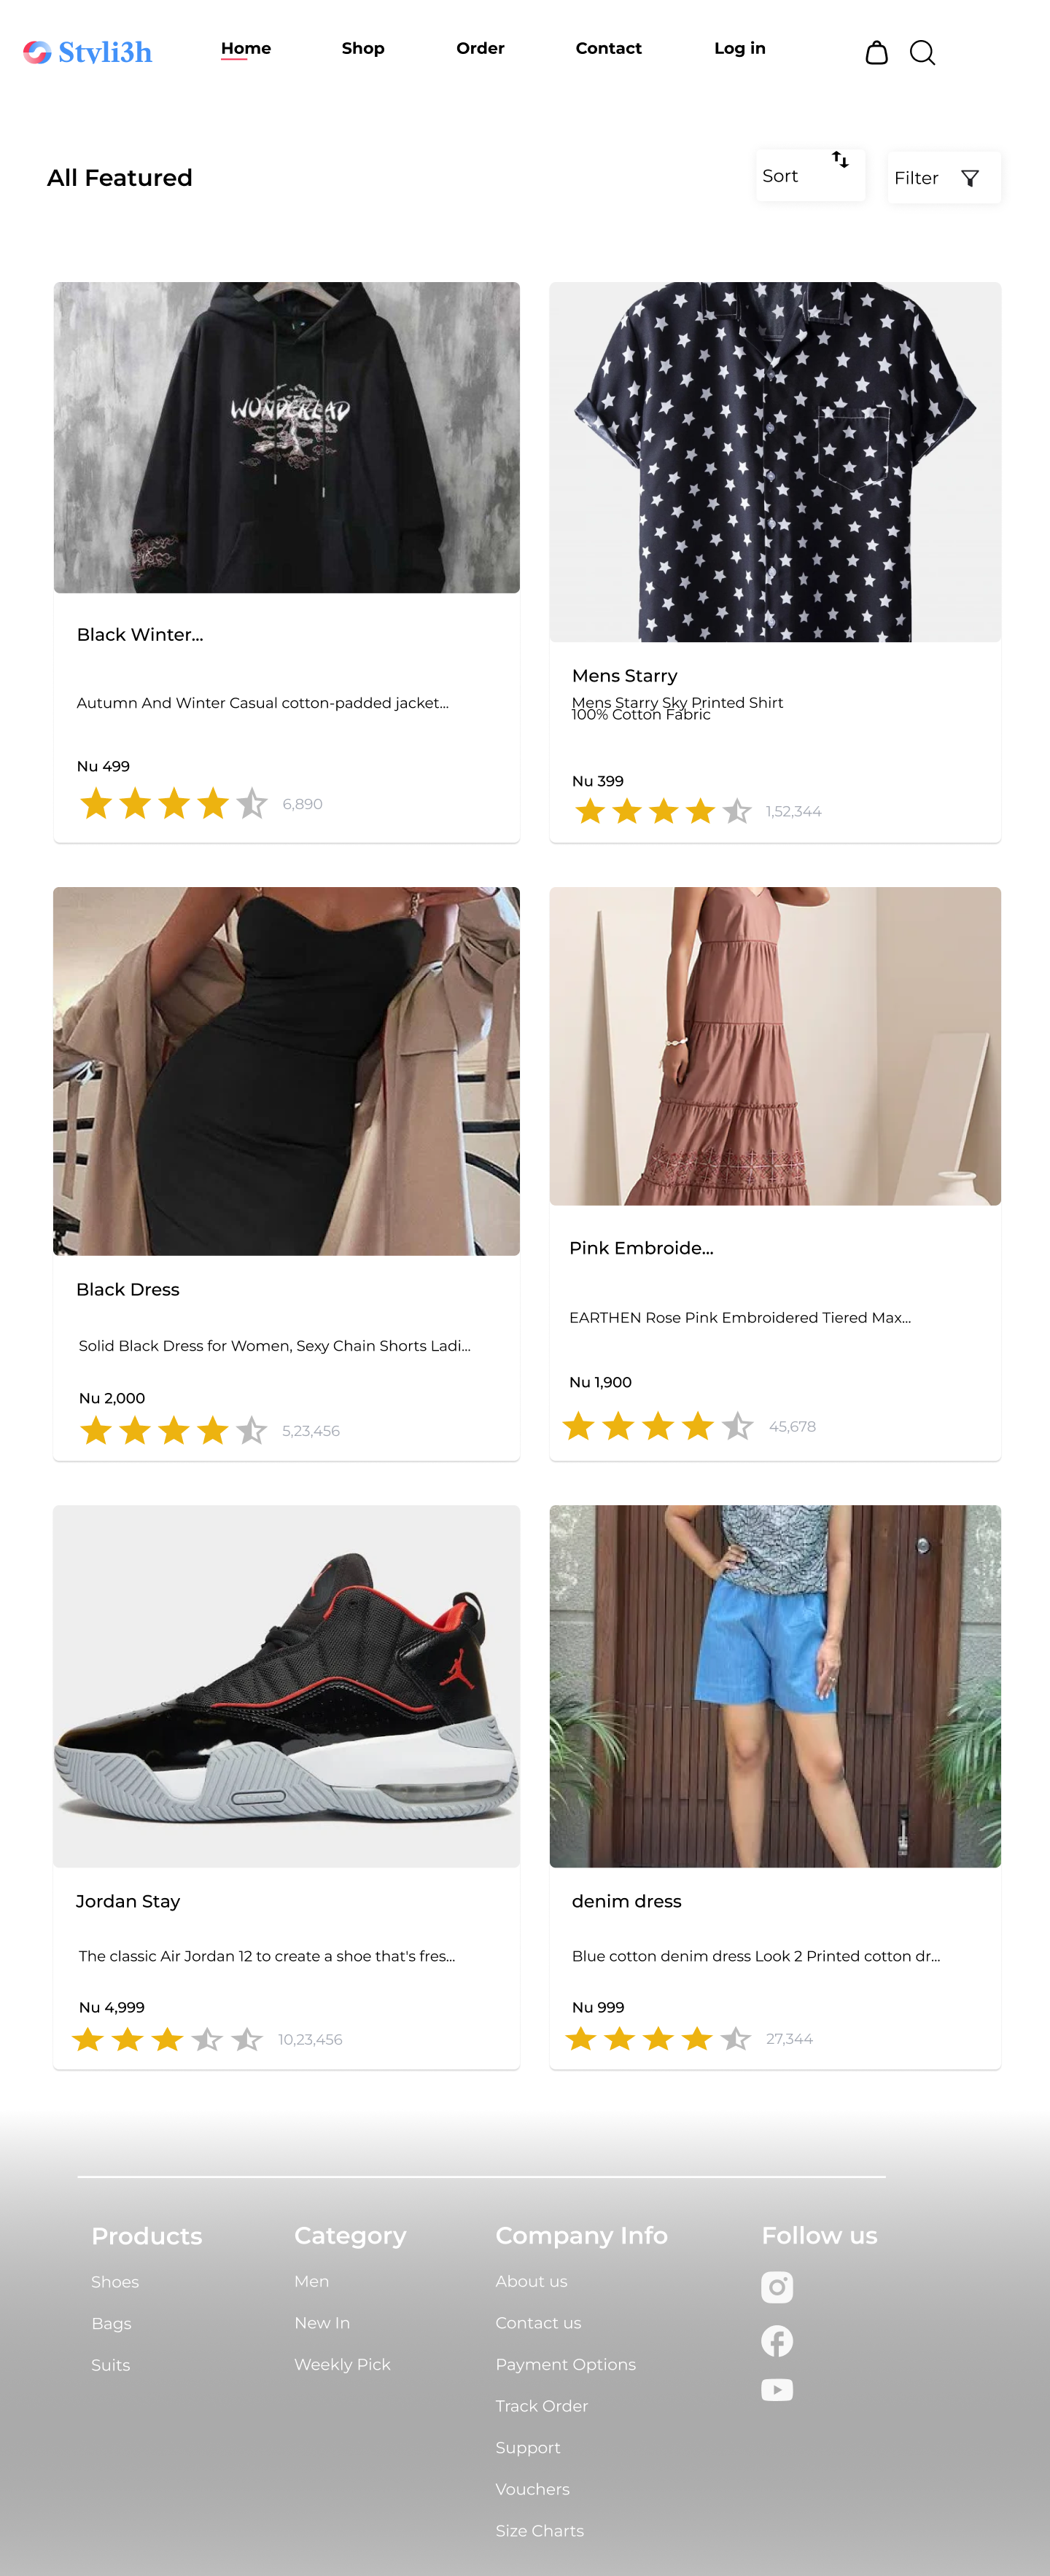 Styli3h
Home
Shop
Order
Contact
Log in
All Featured
Sort
Filter
WONDERLAD
Black Winter...
Autumn And Winter Casual cotton-padded jacket...
Nu 499
6,890
Mens Starry
Mens Starry Sky Printed Shirt
100% Cotton Fabric
Nu 399
1,52,344
Black Dress
Solid Black Dress for Women, Sexy Chain Shorts Ladi...
Nu 2,000
5,23,456
Pink Embroide...
EARTHEN Rose Pink Embroidered Tiered Max...
Nu 1,900
45,678
Jordan Stay
The classic Air Jordan 12 to create a shoe that's fres...
Nu 4,999
10,23,456
denim dress
Blue cotton denim dress Look 2 Printed cotton dr...
Nu 999
27,344
Products
Shoes
Bags
Suits
Category
Men
New In
Weekly Pick
Company Info
About us
Contact us
Payment Options
Track Order
Support
Vouchers
Size Charts
Follow us